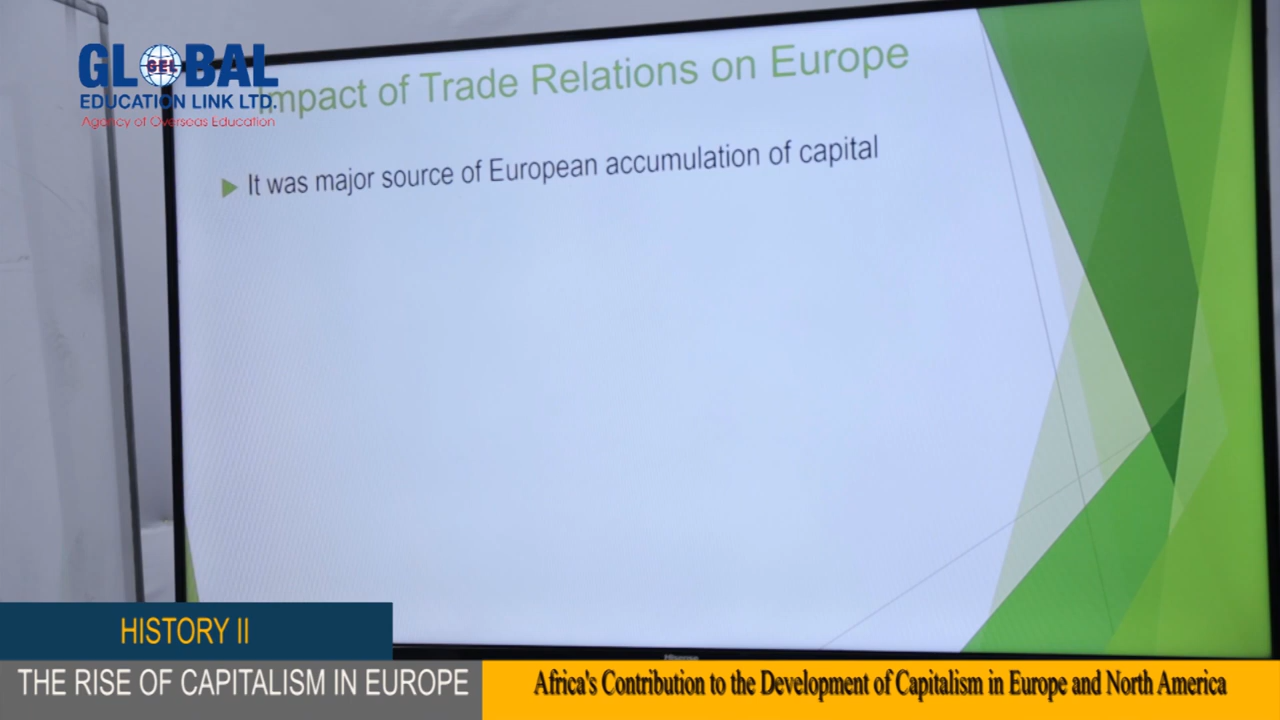 GLOBAL
GEL
EDUCATION LINK LTD.
Agency of Overseas Education
Impact of Trade Relations on Europe
It was major source of European accumulation of capital
Hisense
HISTORY II
THE RISE OF CAPITALISM IN EUROPE
Africa's Contribution to the Development of Capitalism in Europe and North America